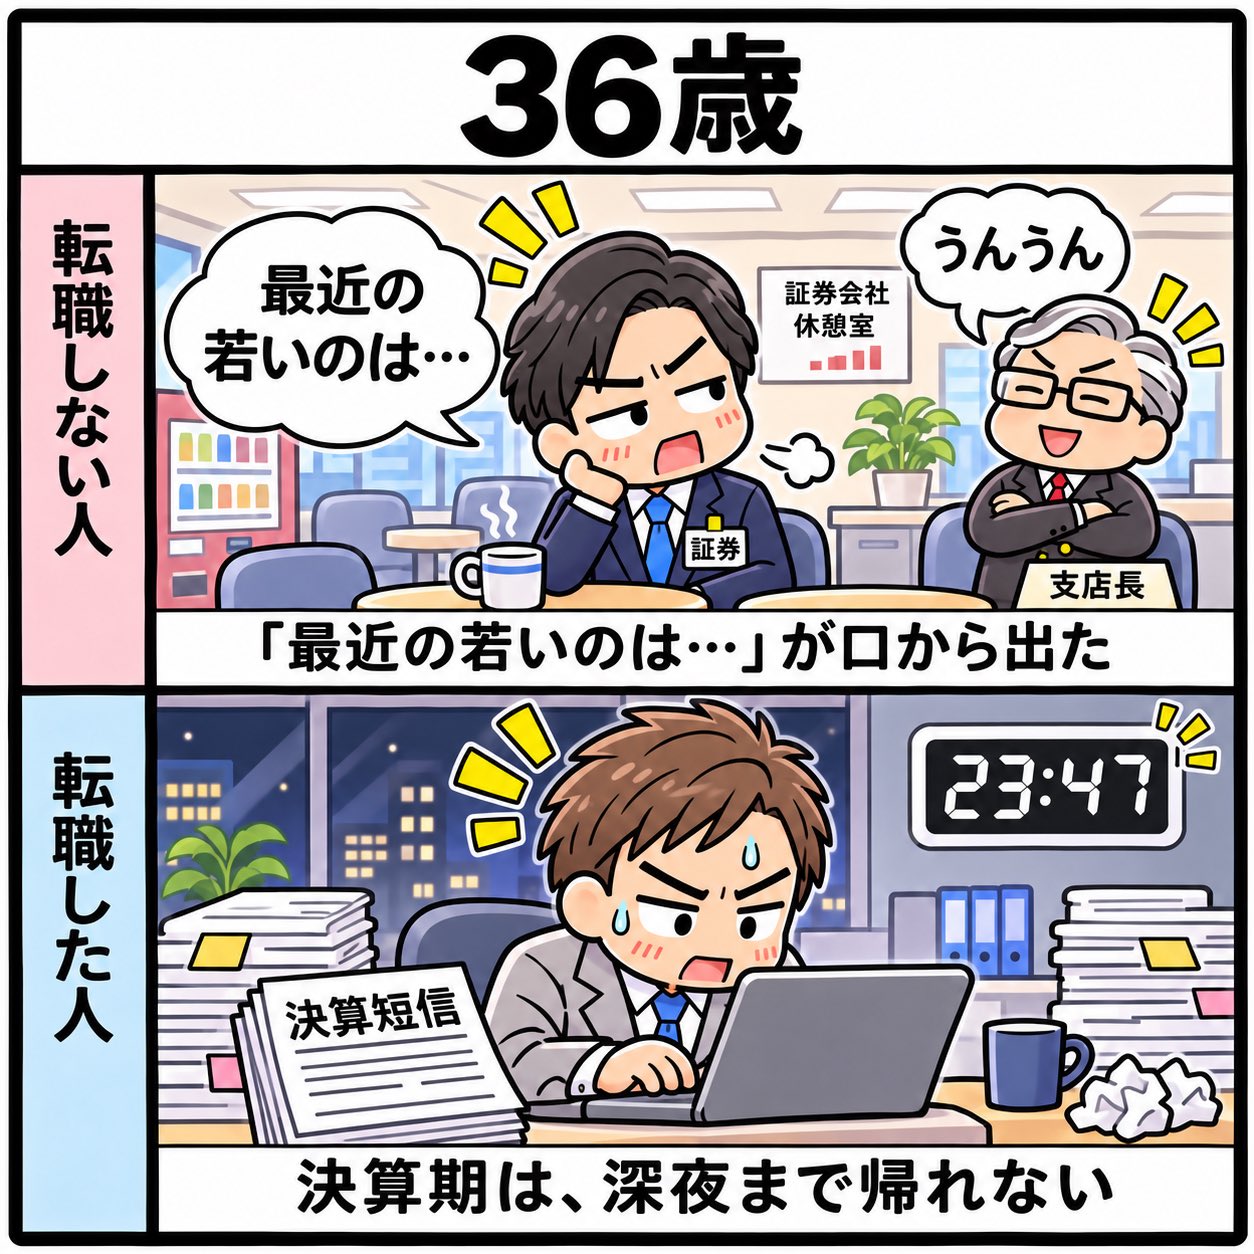 36歳
転職しない人
最近の
若いのは…
うんうん
証券会社
休憩室
証券
支店長
「最近の若いのは…」が口から出た
転職した人
23:47
決算短信
決算期は、深夜まで帰れない